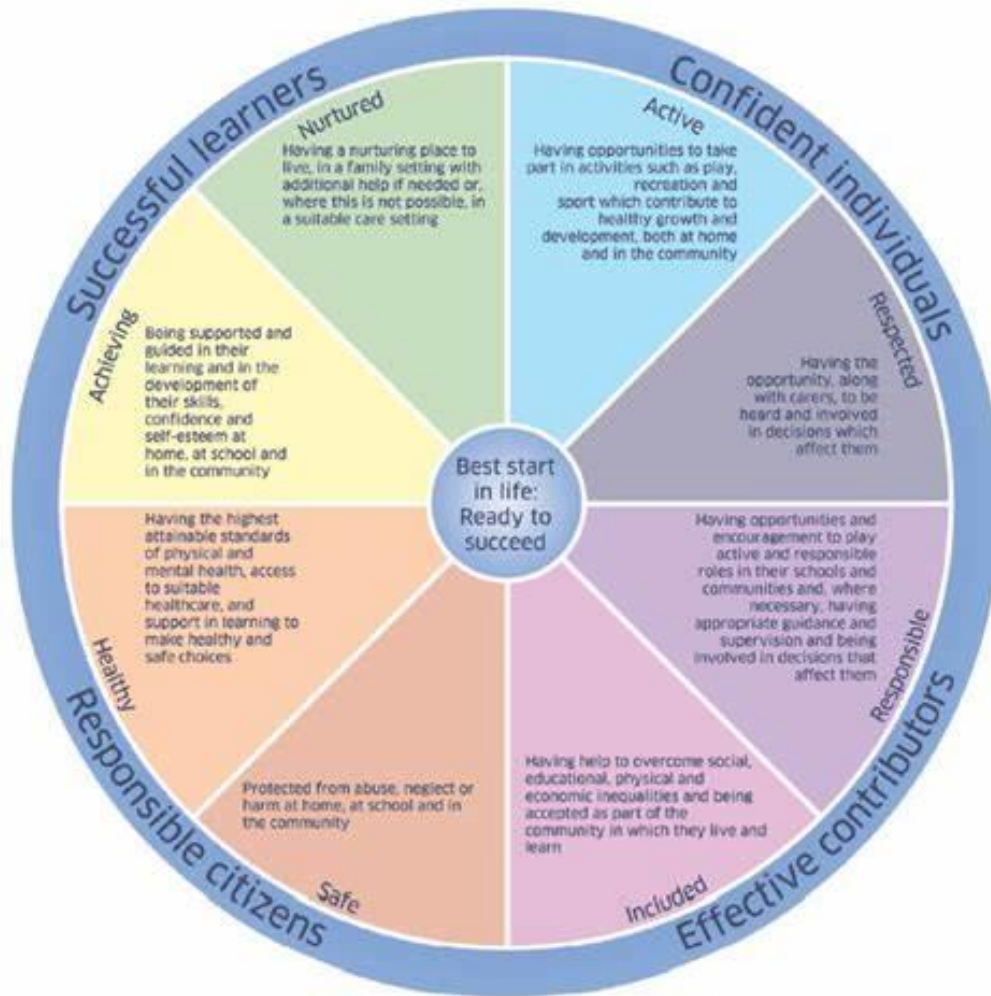 Successful learners
Confident individuals
Nurtured
Having a nurturing place to
live, in a family setting with
additional help if needed or,
where this is not possible, in
a suitable care setting
Active
Having opportunities to take
part in activities such as play,
recreation and
sport which contribute to
healthy growth and
development, both at home
and in the community
Achieving
Being supported and
guided in their
learning and in the
development of
their skills,
confidence and
self-esteem at
home, at school and
in the community
Respected
Having the
opportunity, along
with carers, to be
heard and involved
in decisions which
affect them
Best start
in life:
Ready to
succeed
Healthy
Having the highest
attainable standards
of physical and
mental health, access
to suitable
healthcare, and
support in learning to
make healthy and
safe choices
Responsible
Having opportunities and
encouragement to play
active and responsible
roles in their schools and
communities and, where
necessary, having
appropriate guidance and
supervision and being
involved in decisions that
affect them
Protected from abuse, neglect or
harm at home, at school and in
the community
Safe
Having help to overcome social,
educational, physical and
economic inequalities and being
accepted as part of the
community in which they live and
learn
Included
Responsible citizens
Effective contributors